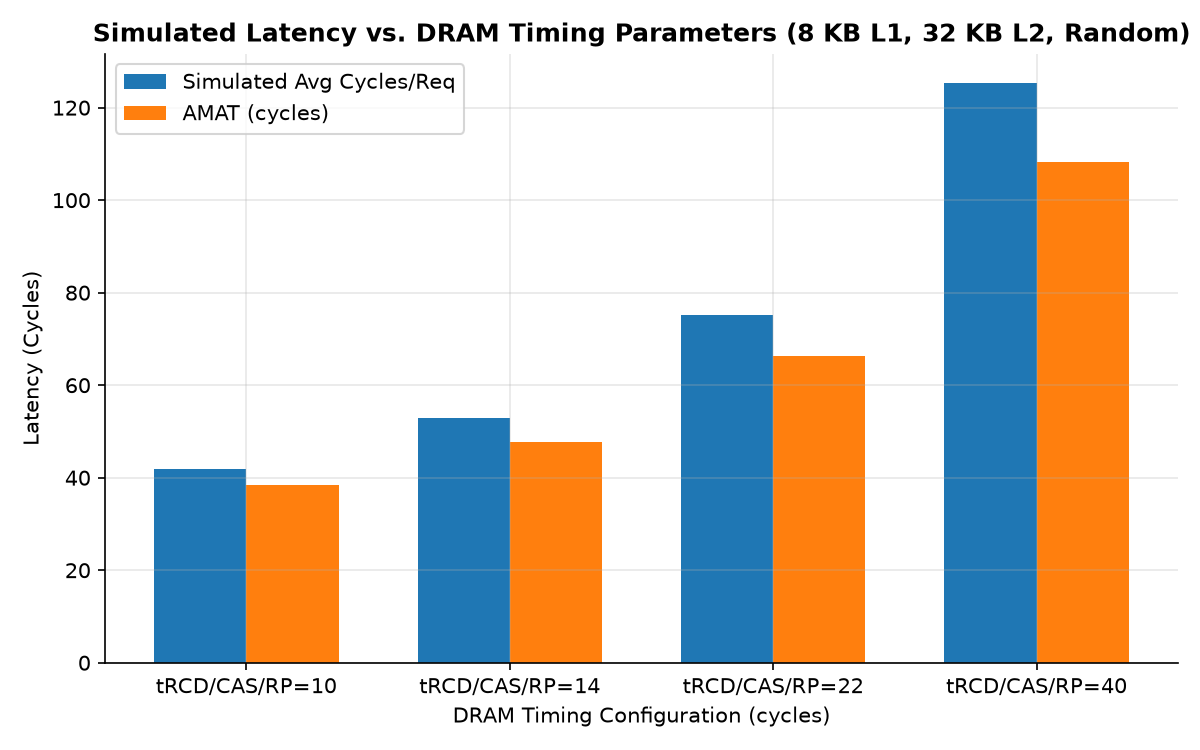 Simulated Latency vs. DRAM Timing Parameters (8 KB L1, 32 KB L2, Random)
Simulated Avg Cycles/Req
AMAT (cycles)
Latency (Cycles)
120
100
80
60
40
20
0
tRCD/CAS/RP=10
tRCD/CAS/RP=14
tRCD/CAS/RP=22
tRCD/CAS/RP=40
DRAM Timing Configuration (cycles)